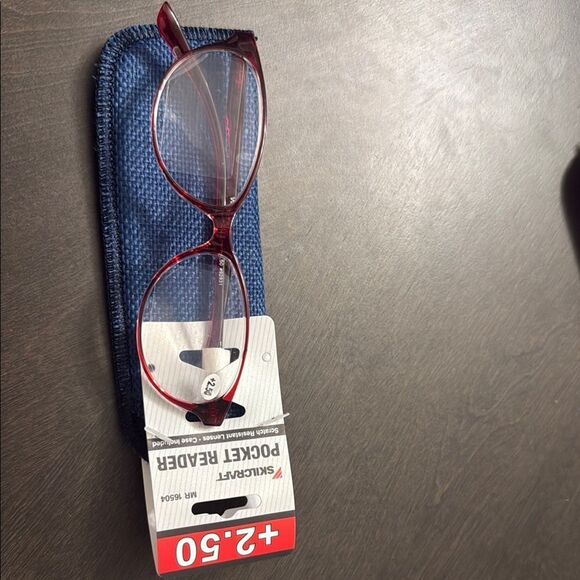 +2.50
MR 16504
SKILCRAFT
POCKET READER
Scratch Resistant Lenses - Case Included
+2.50